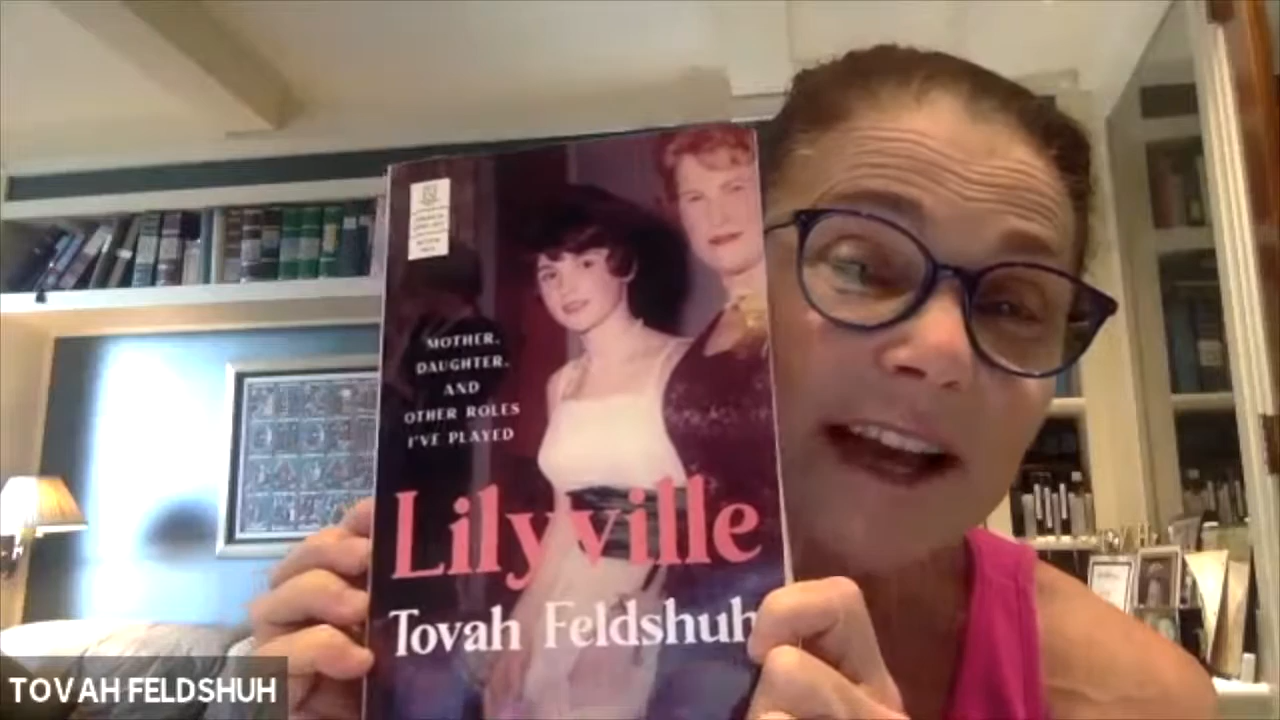 MOTHER,
DAUGHTER,
AND
OTHER ROLES
I'VE PLAYED
Lilyville
Tovah Feldshuh
TOVAH FELDSHUH